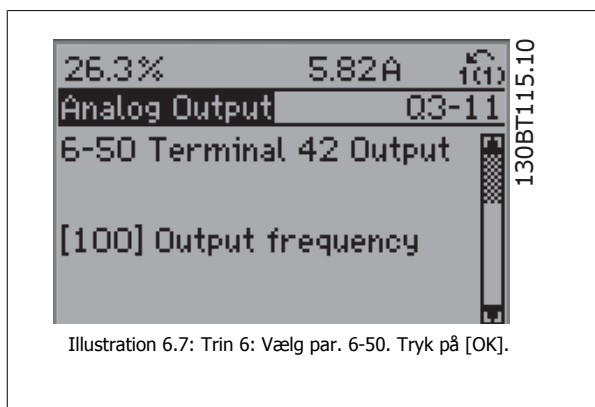 26.3% 5.82A 1(1)
Analog Output Q3-11
6-50 Terminal 42 Output
[100] Output frequency
130BT115.10
Illustration 6.7: Trin 6: Vælg par. 6-50. Tryk på [OK].